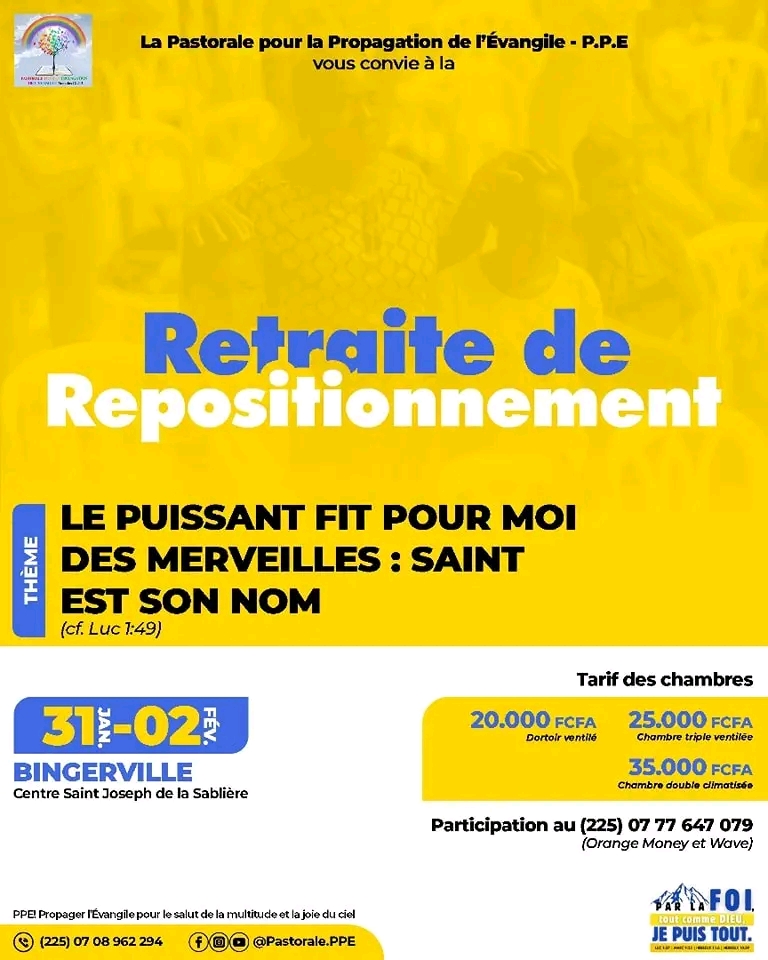 La Pastorale pour la Propagation de l'Évangile - P.P.E
vous convie à la
Retraite de
Repositionnement
THÈME
LE PUISSANT FIT POUR MOI
DES MERVEILLES : SAINT
EST SON NOM
(cf. Luc 1:49)
31 JAN. - 02 FÉV.
BINGERVILLE
Centre Saint Joseph de la Sablière
Tarif des chambres
20.000 FCFA
Dortoir ventilé
25.000 FCFA
Chambre triple ventilée
35.000 FCFA
Chambre double climatisée
Participation au (225) 07 77 647 079
(Orange Money et Wave)
PPE! Propager l'Évangile pour le salut de la multitude et la joie du ciel
(225) 07 08 962 294
@Pastorale.PPE
PAR LA FOI,
tout comme DIEU,
JE PUIS TOUT.